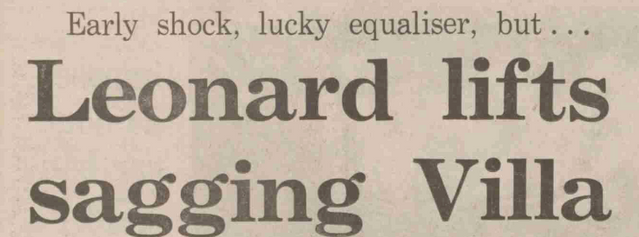 Early shock, lucky equaliser, but...
Leonard lifts
sagging Villa